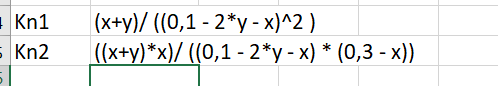 Kn1 (x+y)/ ((0,1 - 2*y - x)^2 )
Kn2 ((x+y)*x)/ ((0,1 - 2*y - x) * (0,3 - x))